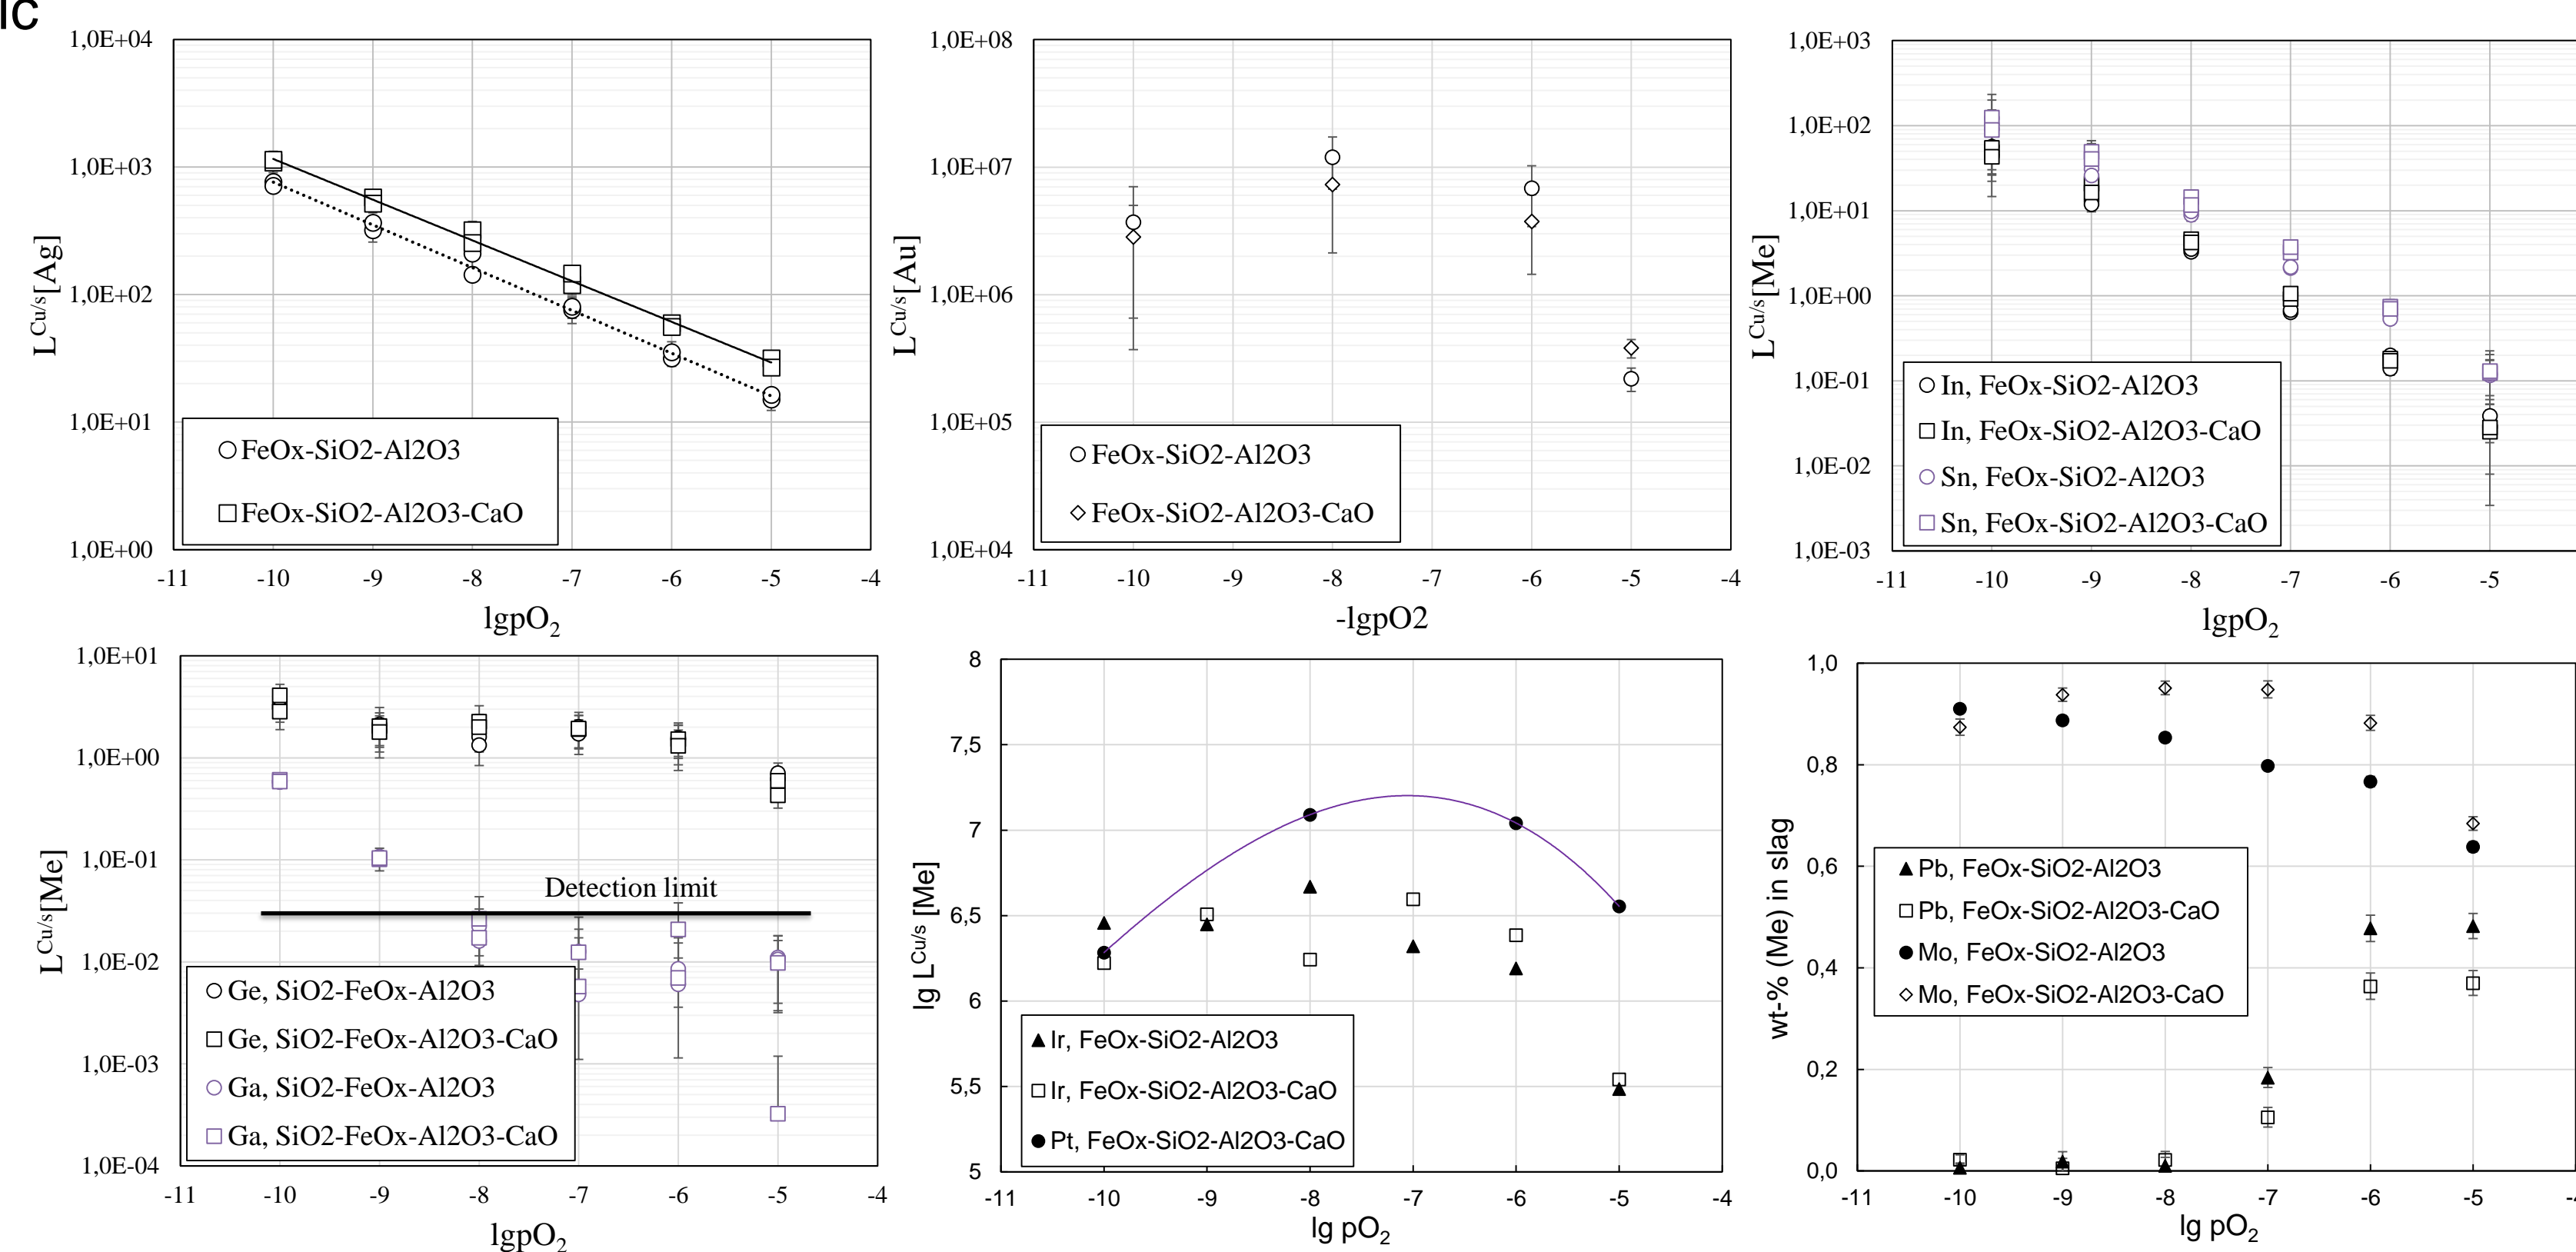 lc
1,0E+04
1,0E+03
1,0E+02
1,0E+01
1,0E+00
L^Cu/s[Ag]
FeOx-SiO2-Al2O3
FeOx-SiO2-Al2O3-CaO
-11 -10 -9 -8 -7 -6 -5 -4
lgpO₂
1,0E+08
1,0E+07
1,0E+06
1,0E+05
1,0E+04
L^Cu/s[Au]
FeOx-SiO2-Al2O3
FeOx-SiO2-Al2O3-CaO
-11 -10 -9 -8 -7 -6 -5 -4
-lgpO2
1,0E+03
1,0E+02
1,0E+01
1,0E+00
1,0E-01
1,0E-02
1,0E-03
L^Cu/s[Me]
In, FeOx-SiO2-Al2O3
In, FeOx-SiO2-Al2O3-CaO
Sn, FeOx-SiO2-Al2O3
Sn, FeOx-SiO2-Al2O3-CaO
-11 -10 -9 -8 -7 -6 -5
lgpO₂
1,0E+01
1,0E+00
1,0E-01
1,0E-02
1,0E-03
1,0E-04
L^Cu/s[Me]
Detection limit
Ge, SiO2-FeOx-Al2O3
Ge, SiO2-FeOx-Al2O3-CaO
Ga, SiO2-FeOx-Al2O3
Ga, SiO2-FeOx-Al2O3-CaO
-11 -10 -9 -8 -7 -6 -5 -4
lgpO₂
8
7,5
7
6,5
6
5,5
5
lg L^Cu/s [Me]
Ir, FeOx-SiO2-Al2O3
Ir, FeOx-SiO2-Al2O3-CaO
Pt, FeOx-SiO2-Al2O3-CaO
-11 -10 -9 -8 -7 -6 -5 -4
lg pO₂
1,0
0,8
0,6
0,4
0,2
0,0
wt-% (Me) in slag
Pb, FeOx-SiO2-Al2O3
Pb, FeOx-SiO2-Al2O3-CaO
Mo, FeOx-SiO2-Al2O3
Mo, FeOx-SiO2-Al2O3-CaO
-11 -10 -9 -8 -7 -6 -5
lg pO₂